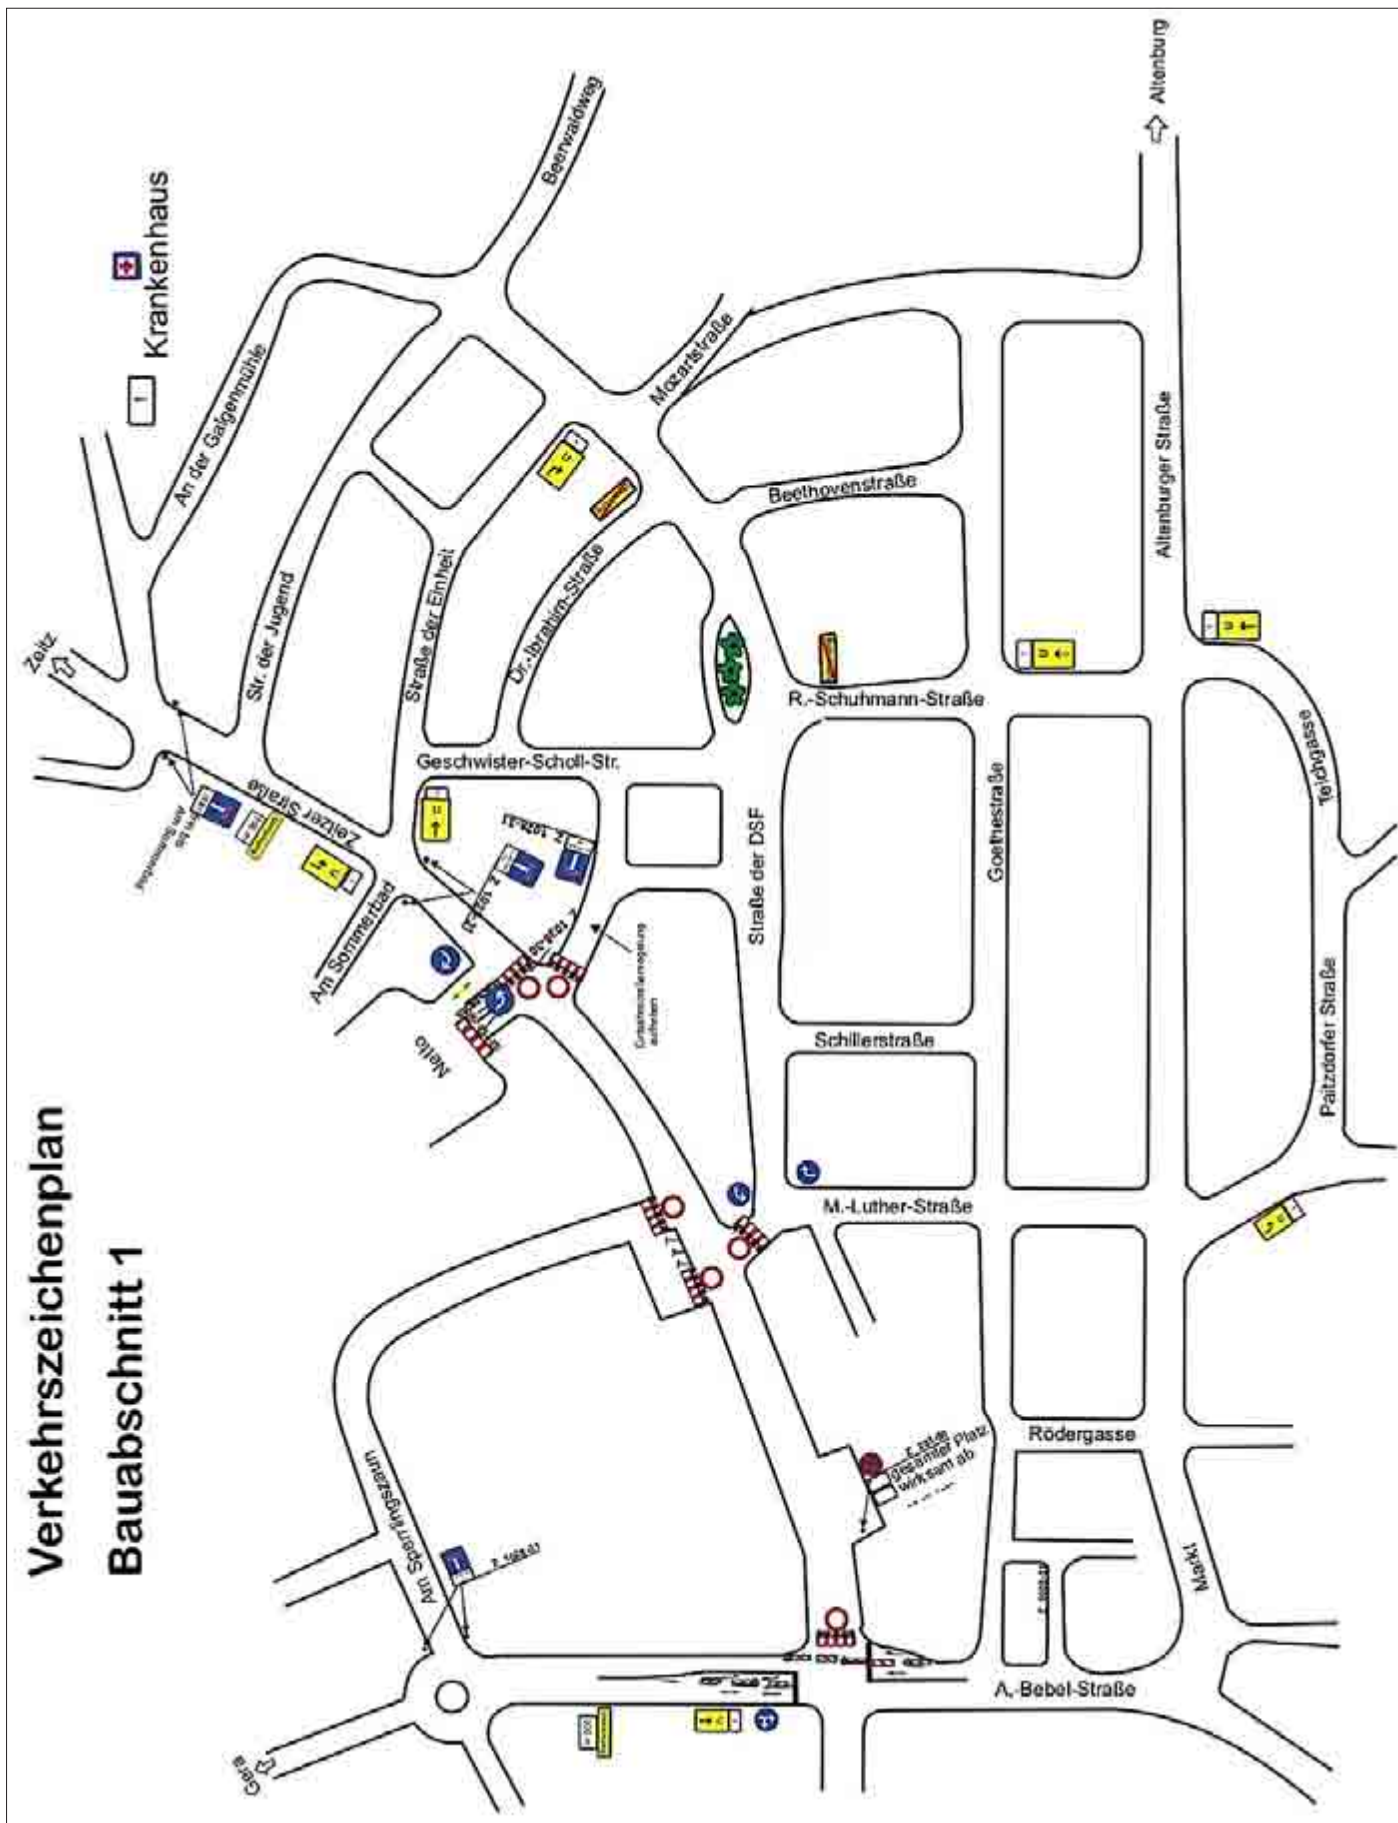 Verkehrszeichenplan
Bauabschnitt 1
Krankenhaus
Zeitz
An der Galgenmühle
Beerwaldweg
Altenburg
Str. der Jugend
Zeitzer Straße
Straße der Einheit
Dr.-Ibrahim-Straße
Mozartstraße
Beethovenstraße
Altenburger Straße
Geschwister-Scholl-Str.
R.-Schuhmann-Straße
Am Sommerbad
Netto
Straße der DSF
Goethestraße
Teichgasse
Schillerstraße
Paitzdorfer Straße
M.-Luther-Straße
Am Sperrlingszaun
gesamter Platz
wirksam ab
Rödergasse
Markt
A.-Bebel-Straße
Gera